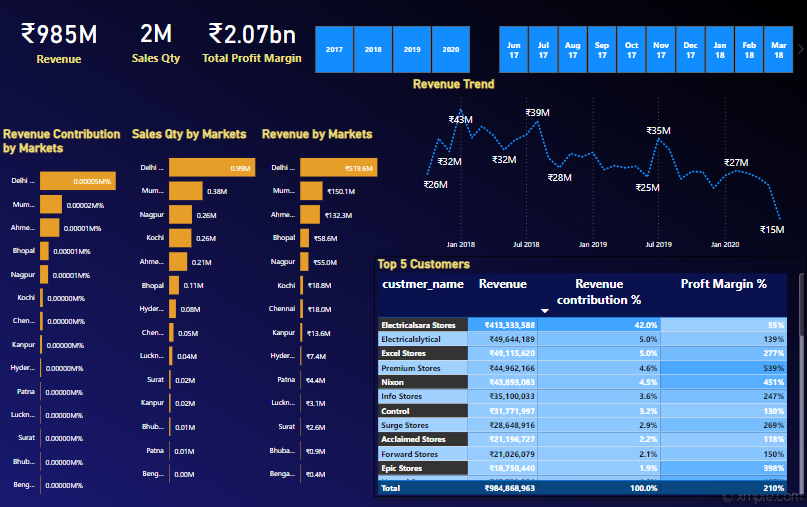 ₹985M
Revenue
2M
Sales Qty
₹2.07bn
Total Profit Margin
2017
2018
2019
2020
Jun 17
Jul 17
Aug 17
Sep 17
Oct 17
Nov 17
Dec 17
Jan 18
Feb 18
Mar 18
Revenue Trend
₹26M
₹32M
₹43M
₹32M
₹39M
₹28M
₹25M
₹35M
₹27M
₹15M
Jan 2018
Jul 2018
Jan 2019
Jul 2019
Jan 2020
Revenue Contribution
by Markets
Delhi ... 0.00005M%
Mum... 0.00002M%
Ahme... 0.00001M%
Bhopal 0.00001M%
Nagpur 0.00001M%
Kochi 0.00000M%
Chen... 0.00000M%
Kanpur 0.00000M%
Hyder... 0.00000M%
Patna 0.00000M%
Luckn... 0.00000M%
Surat 0.00000M%
Bhub... 0.00000M%
Beng... 0.00000M%
Sales Qty by Markets
Delhi ... 0.99M
Mum... 0.38M
Nagpur 0.26M
Kochi 0.26M
Ahme... 0.21M
Bhopal 0.11M
Hyder... 0.08M
Chen... 0.05M
Luckn... 0.04M
Surat 0.02M
Kanpur 0.02M
Bhub... 0.01M
Patna 0.01M
Beng... 0.00M
Revenue by Markets
Delhi ... ₹519.6M
Mum... ₹150.1M
Ahme... ₹132.3M
Bhopal ₹58.6M
Nagpur ₹55.0M
Kochi ₹18.8M
Chennai ₹18.0M
Kanpur ₹13.6M
Hyder... ₹7.4M
Patna ₹4.4M
Luckn... ₹3.1M
Surat ₹2.6M
Bhuba... ₹0.9M
Benga... ₹0.4M
Top 5 Customers
custmer_name Revenue Revenue contribution % Proft Margin %
Electricalsara Stores ₹413,333,588 42.0% 55%
Electricalslytical ₹49,644,189 5.0% 139%
Excel Stores ₹49,115,620 5.0% 277%
Premium Stores ₹44,962,166 4.6% 539%
Nixon ₹43,893,083 4.5% 451%
Info Stores ₹35,100,033 3.6% 247%
Control ₹31,771,997 3.2% 130%
Surge Stores ₹28,648,916 2.9% 269%
Acclaimed Stores ₹21,196,727 2.2% 118%
Forward Stores ₹21,026,079 2.1% 150%
Epic Stores ₹18,750,440 1.9% 398%
Total ₹984,868,963 100.0% 210%